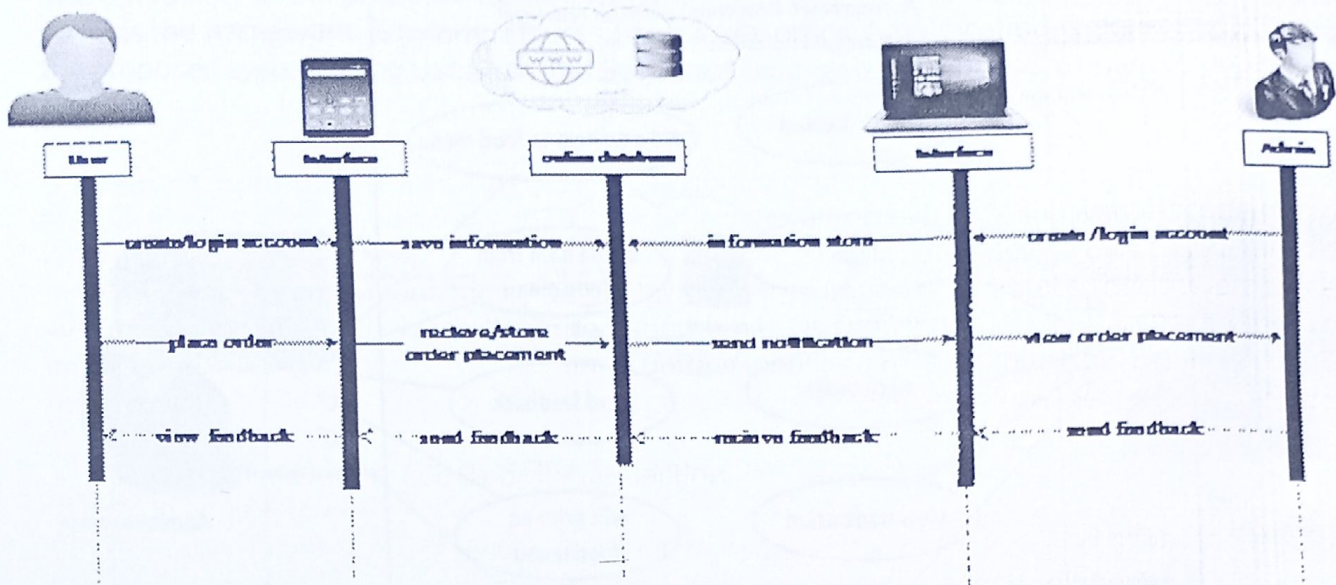 WWW
User
Interface
online database
Interface
Admin
create/login account
save information
information store
create /login account
place order
recieve/store
order placement
send notification
view order placement
view feedback
send feedback
recieve feedback
send feedback